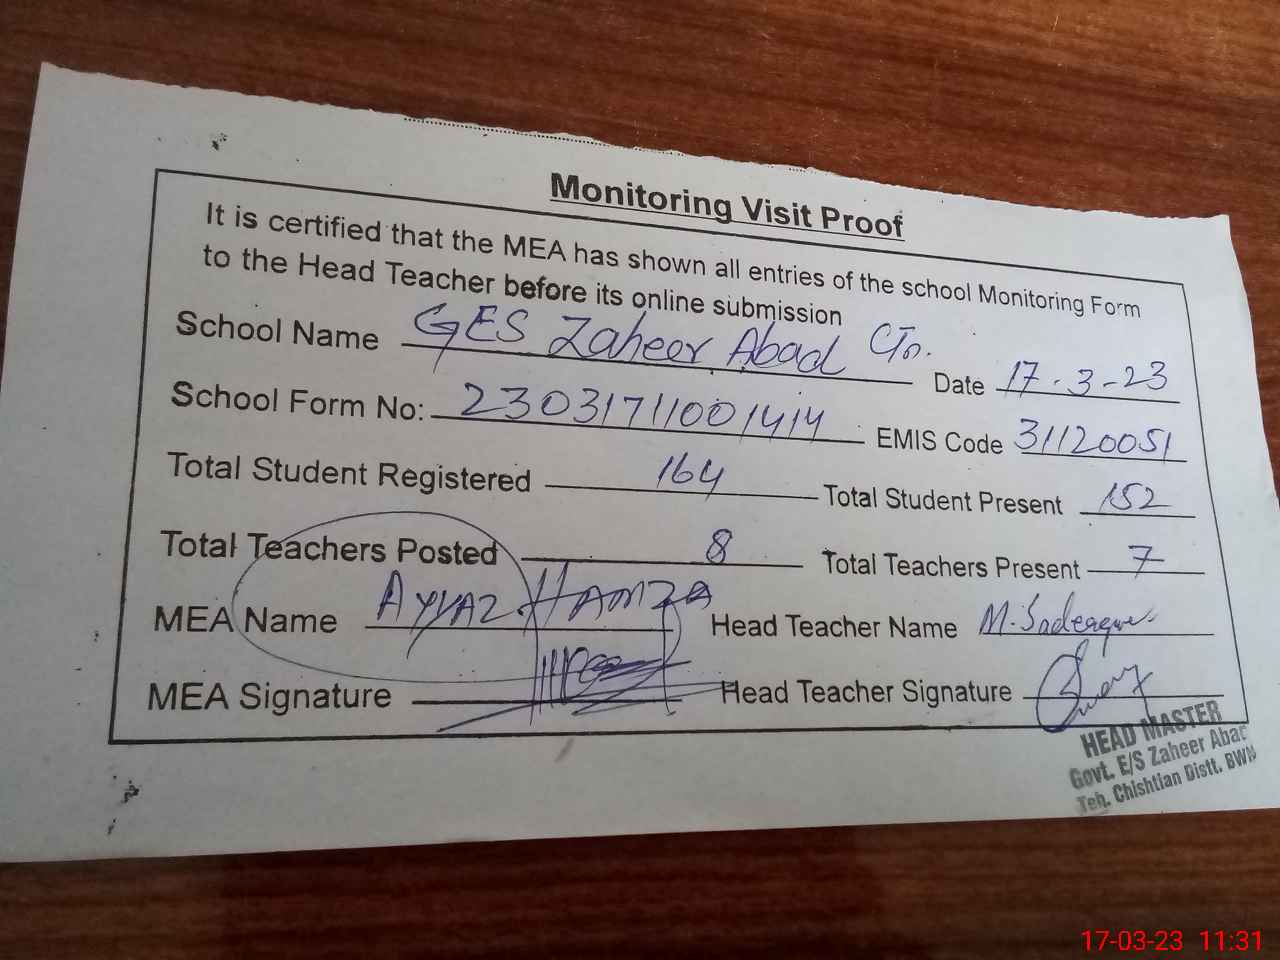 Monitoring Visit Proof
It is certified that the MEA has shown all entries of the school Monitoring Form
to the Head Teacher before its online submission
School Name GES Zaheer Abad Ctn. Date 17-3-23
School Form No: 23031711001414 EMIS Code 31120051
Total Student Registered 164 Total Student Present 152
Total Teachers Posted 8 Total Teachers Present 7
MEA Name AYYAZ HAMZA Head Teacher Name M.
MEA Signature Head Teacher Signature
HEAD MASTER
Govt. E/S Zaheer Abad
Teh. Chishtian Distt. BWN
17-03-23 11:31